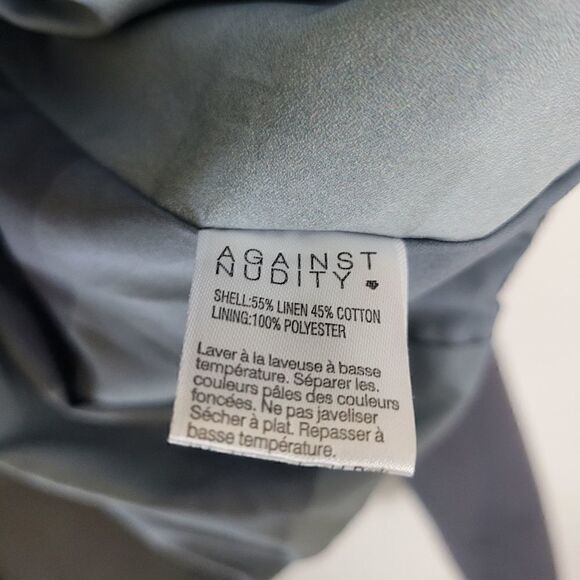 AGAINST
NUDITY
SHELL:55% LINEN 45% COTTON
LINING:100% POLYESTER
Laver à la laveuse à basse
température. Séparer les
couleurs pâles des couleurs
foncées. Ne pas javeliser
Sécher à plat. Repasser à
basse température.